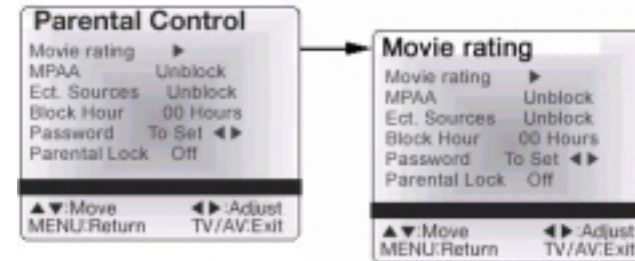 Parental Control
Movie rating ▶
MPAA Unblock
Ect. Sources Unblock
Block Hour 00 Hours
Password To Set ◀▶
Parental Lock Off
▲▼:Move ◀▶:Adjust
MENU:Return TV/AV:Exit
Movie rating
Movie rating ▶
MPAA Unblock
Ect. Sources Unblock
Block Hour 00 Hours
Password To Set ◀▶
Parental Lock Off
▲▼:Move ◀▶:Adjust
MENU:Return TV/AV:Exit